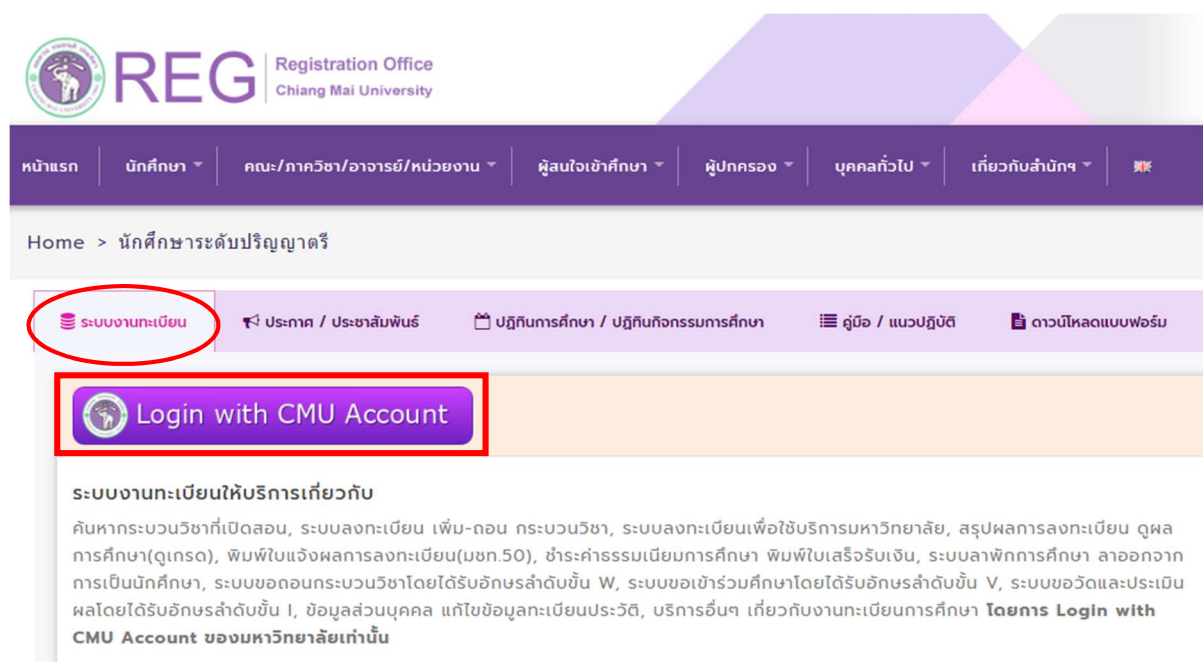 REG
Registration Office
Chiang Mai University
หน้าแรก นักศึกษา คณะ/ภาควิชา/อาจารย์/หน่วยงาน ผู้สนใจเข้าศึกษา ผู้ปกครอง บุคคลทั่วไป เกี่ยวกับสำนักฯ
Home > นักศึกษาระดับปริญญาตรี
ระบบงานทะเบียน ประกาศ / ประชาสัมพันธ์ ปฏิทินการศึกษา / ปฏิทินกิจกรรมการศึกษา คู่มือ / แนวปฏิบัติ ดาวน์โหลดแบบฟอร์ม
Login with CMU Account
ระบบงานทะเบียนให้บริการเกี่ยวกับ
ค้นหากระบวนวิชาที่เปิดสอน, ระบบลงทะเบียน เพิ่ม-ถอน กระบวนวิชา, ระบบลงทะเบียนเพื่อใช้บริการมหาวิทยาลัย, สรุปผลการลงทะเบียน ดูผล
การศึกษา(ดูเกรด), พิมพ์ใบแจ้งผลการลงทะเบียน(มชท.50), ชำระค่าธรรมเนียมการศึกษา พิมพ์ใบเสร็จรับเงิน, ระบบลาพักการศึกษา ลาออกจาก
การเป็นนักศึกษา, ระบบขอถอนกระบวนวิชาโดยได้รับอักษรลำดับขั้น W, ระบบขอเข้าร่วมศึกษาโดยได้รับอักษรลำดับขั้น V, ระบบขอวัดและประเมิน
ผลโดยได้รับอักษรลำดับขั้น I, ข้อมูลส่วนบุคคล แก้ไขข้อมูลทะเบียนประวัติ, บริการอื่นๆ เกี่ยวกับงานทะเบียนการศึกษา โดยการ Login with
CMU Account ของมหาวิทยาลัยเท่านั้น